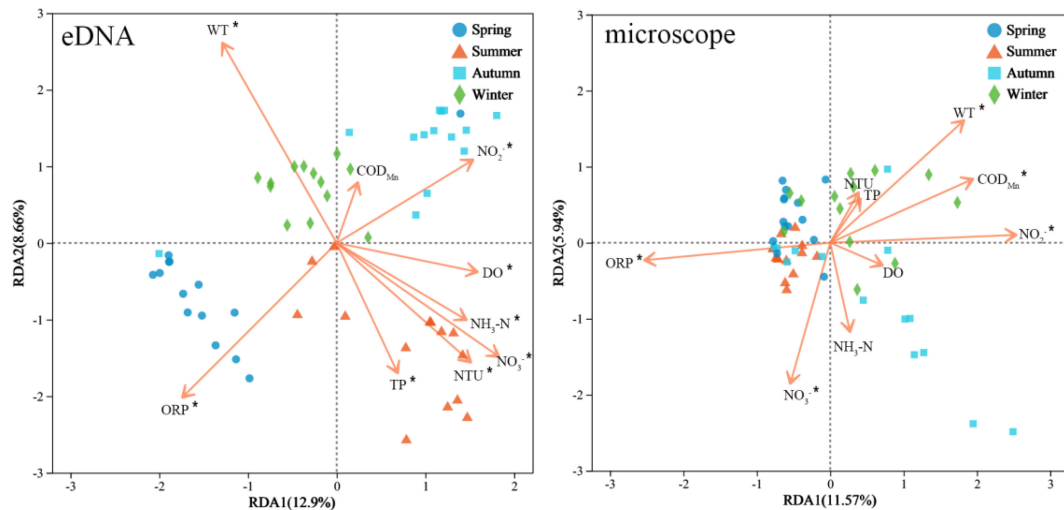 eDNA
Spring
Summer
Autumn
Winter
WT *
NO₂⁻ *
COD_Mn
DO *
NH₃-N *
NO₃⁻ *
NTU *
TP *
ORP *
3
2
1
0
-1
-2
-3
RDA2(8.66%)
-3
-2
-1
0
1
2
RDA1(12.9%)
microscope
Spring
Summer
Autumn
Winter
WT *
COD_Mn *
NTU
TP
NO₂⁻ *
ORP *
DO
NH₃-N
NO₃⁻ *
3
2
1
0
-1
-2
-3
RDA2(5.94%)
-3
-2
-1
0
1
2
3
RDA1(11.57%)